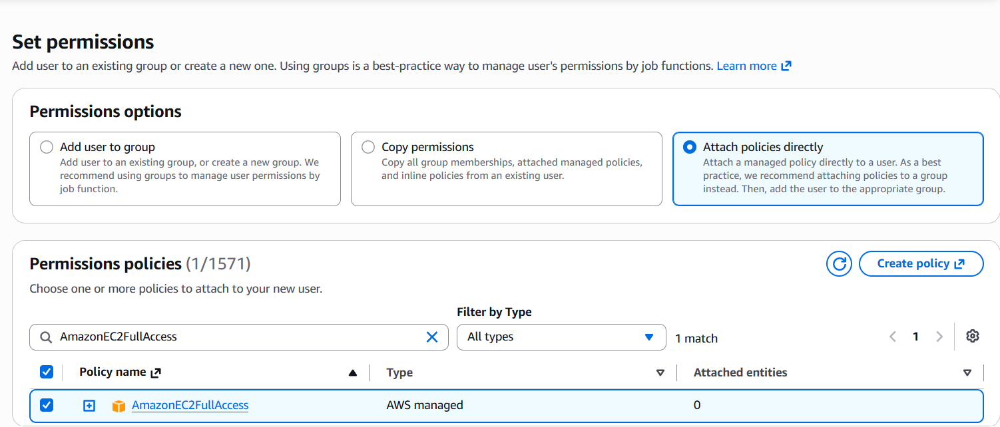 Set permissions
Add user to an existing group or create a new one. Using groups is a best-practice way to manage user's permissions by job functions. Learn more
Permissions options
Add user to group
Add user to an existing group, or create a new group. We
recommend using groups to manage user permissions by
job function.
Copy permissions
Copy all group memberships, attached managed policies,
and inline policies from an existing user.
Attach policies directly
Attach a managed policy directly to a user. As a best
practice, we recommend attaching policies to a group
instead. Then, add the user to the appropriate group.
Permissions policies (1/1571)
Create policy
Choose one or more policies to attach to your new user.
Filter by Type
AmazonEC2FullAccess
All types
1 match
1
Policy name
Type
Attached entities
AmazonEC2FullAccess
AWS managed
0